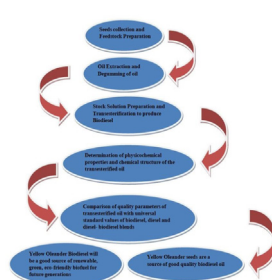 Seeds collection and
Feedstock Preparation
Oil Extraction and
Degumming of oil
Stock Solution Preparation and
Transesterification to produce
Biodiesel
Determination of physicochemical
properties and chemical structure of the
transesterified oil
Comparison of quality parameters of
transesterified oil with universal
standard values of biodiesel, diesel and
diesel- biodiesel blends
Yellow Oleander Biodiesel will
be a good source of renewable,
green, eco-friendly biofuel for
future generations
Yellow Oleander seeds are a
source of good quality biodiesel oil